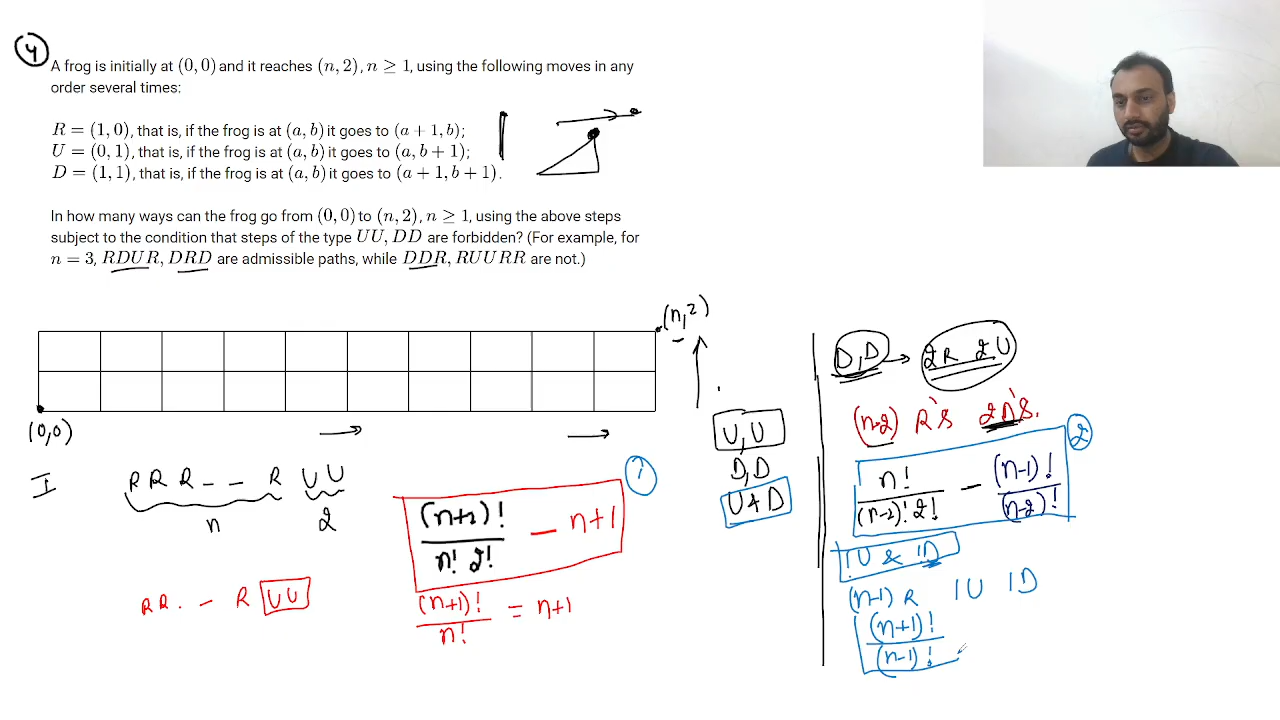 4
A frog is initially at (0, 0) and it reaches (n, 2), n ≥ 1, using the following moves in any
order several times:
R = (1, 0), that is, if the frog is at (a, b) it goes to (a + 1, b);
U = (0, 1), that is, if the frog is at (a, b) it goes to (a, b + 1);
D = (1, 1), that is, if the frog is at (a, b) it goes to (a + 1, b + 1).
In how many ways can the frog go from (0, 0) to (n, 2), n ≥ 1, using the above steps
subject to the condition that steps of the type UU, DD are forbidden? (For example, for
n = 3, RDUR, DRD are admissible paths, while DDR, RUURR are not.)
(n,2)
(0,0)
I
R R R - - R U U
n 2
R R . - R U U
1
(n+2)! / n! 2! - n+1
(n+1)! / n! = n+1
U, U
D, D
U & D
D, D → 2R 2U
(n-2) R's 2D's.
2
n! / (n-2)! 2! - (n-1)! / (n-2)!
1U & 1D
(n-1) R 1U 1D
(n+1)! / (n-1)!